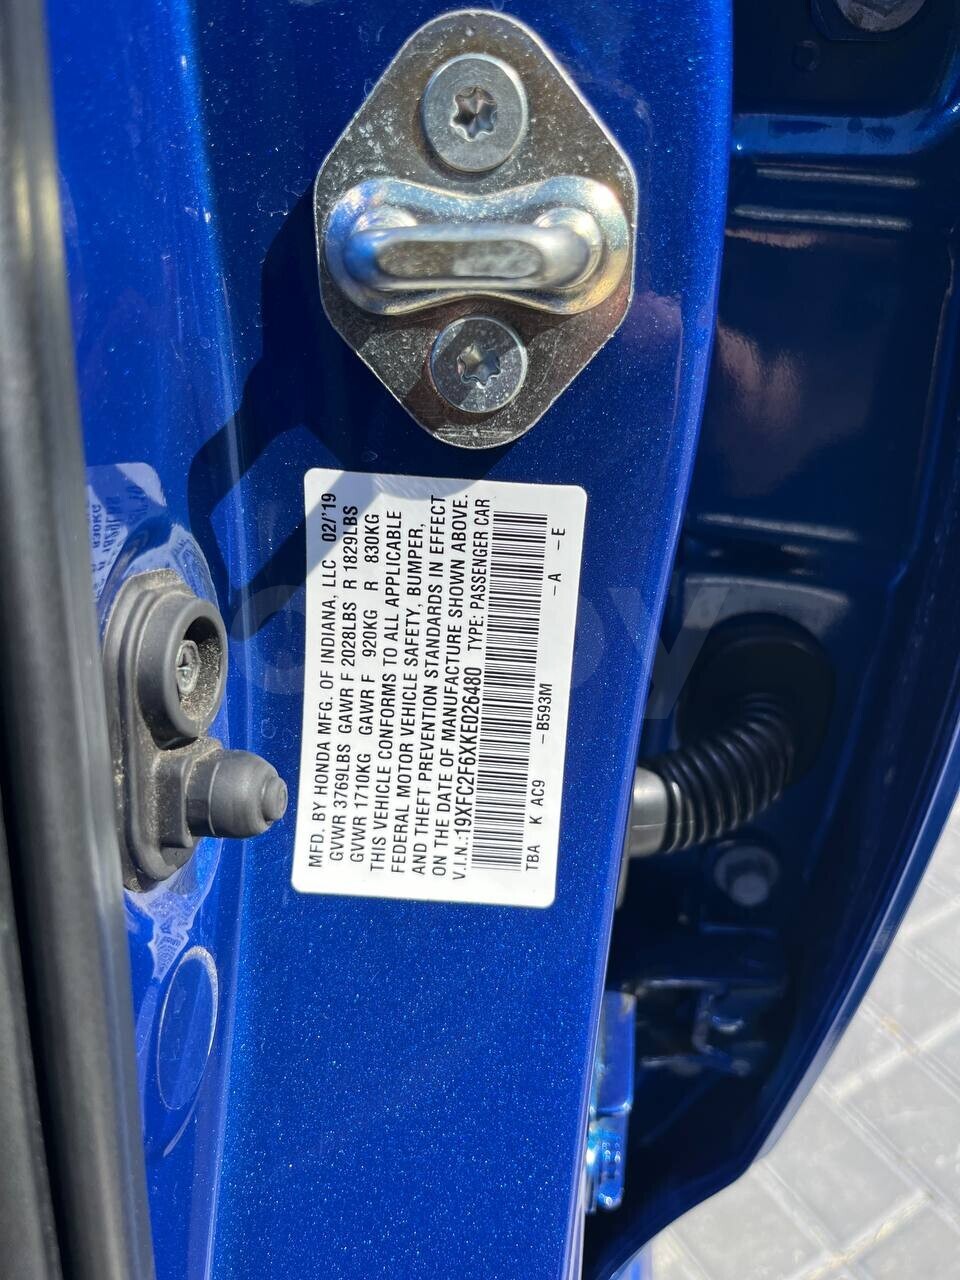 MFD. BY HONDA MFG. OF INDIANA, LLC 02/'19
GVWR 3769LBS GAWR F 2028LBS R 1829LBS
GVWR 1710KG GAWR F 920KG R 830KG
THIS VEHICLE CONFORMS TO ALL APPLICABLE
FEDERAL MOTOR VEHICLE SAFETY, BUMPER,
AND THEFT PREVENTION STANDARDS IN EFFECT
ON THE DATE OF MANUFACTURE SHOWN ABOVE.
V.I.N.:19XFC2F6XKE026480 TYPE: PASSENGER CAR
TBA K AC9 –B593M –A –E